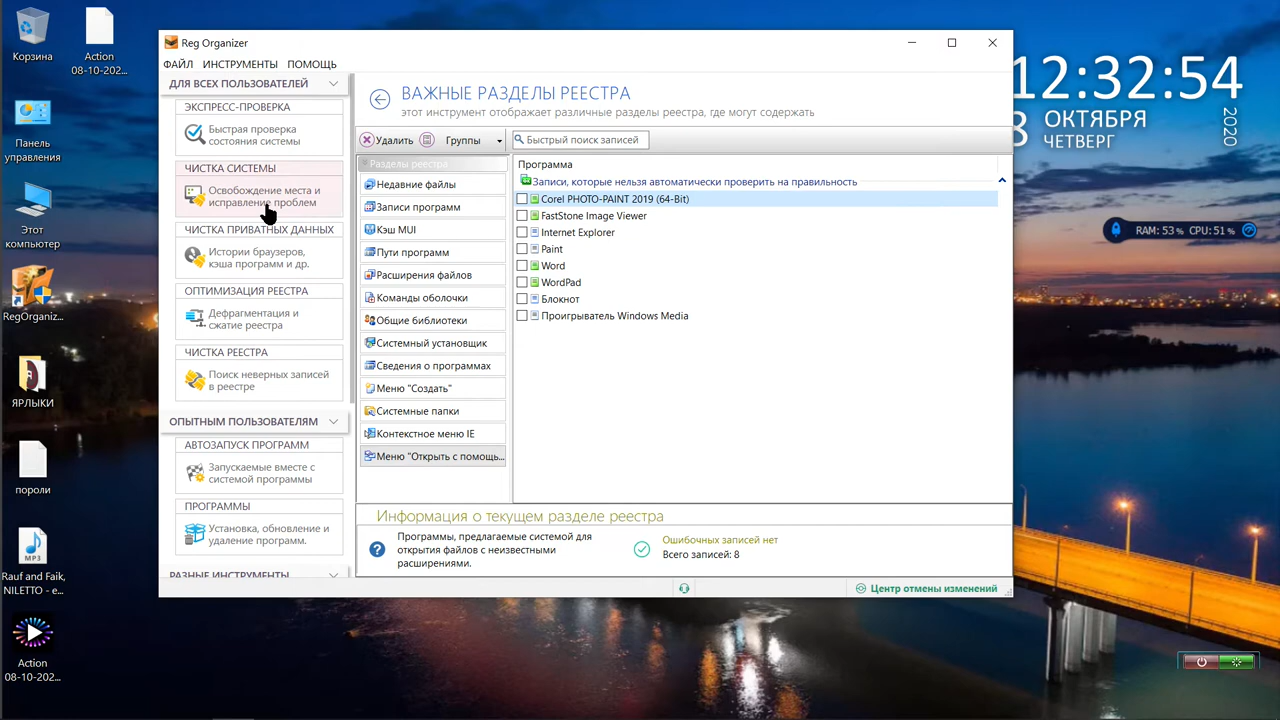 Корзина
Action
08-10-202...
Панель
управления
Этот
компьютер
RegOrganiz...
ЯРЛЫКИ
пороли
MP3
Rauf and Faik,
NILETTO - e...
Action
08-10-202...
Reg Organizer
ФАЙЛ ИНСТРУМЕНТЫ ПОМОЩЬ
ДЛЯ ВСЕХ ПОЛЬЗОВАТЕЛЕЙ
ЭКСПРЕСС-ПРОВЕРКА
Быстрая проверка
состояния системы
ЧИСТКА СИСТЕМЫ
Освобождение места и
исправление проблем
ЧИСТКА ПРИВАТНЫХ ДАННЫХ
Истории браузеров,
кэша программ и др.
ОПТИМИЗАЦИЯ РЕЕСТРА
Дефрагментация и
сжатие реестра
ЧИСТКА РЕЕСТРА
Поиск неверных записей
в реестре
ОПЫТНЫМ ПОЛЬЗОВАТЕЛЯМ
АВТОЗАПУСК ПРОГРАММ
Запускаемые вместе с
системой программы
ПРОГРАММЫ
Установка, обновление и
удаление программ.
РАЗНЫЕ ИНСТРУМЕНТЫ
ВАЖНЫЕ РАЗДЕЛЫ РЕЕСТРА
этот инструмент отображает различные разделы реестра, где могут содержать
Удалить Группы Быстрый поиск записей
Разделы реестра
Недавние файлы
Записи программ
Кэш MUI
Пути программ
Расширения файлов
Команды оболочки
Общие библиотеки
Системный установщик
Сведения о программах
Меню "Создать"
Системные папки
Контекстное меню IE
Меню "Открыть с помощь...
Программа
Записи, которые нельзя автоматически проверить на правильность
Corel PHOTO-PAINT 2019 (64-Bit)
FastStone Image Viewer
Internet Explorer
Paint
Word
WordPad
Блокнот
Проигрыватель Windows Media
Информация о текущем разделе реестра
Программы, предлагаемые системой для
открытия файлов с неизвестными
расширениями.
Ошибочных записей нет
Всего записей: 8
Центр отмены изменений
12:32:54
8 ОКТЯБРЯ
ЧЕТВЕРГ
2020
RAM: 53 % CPU: 51 %